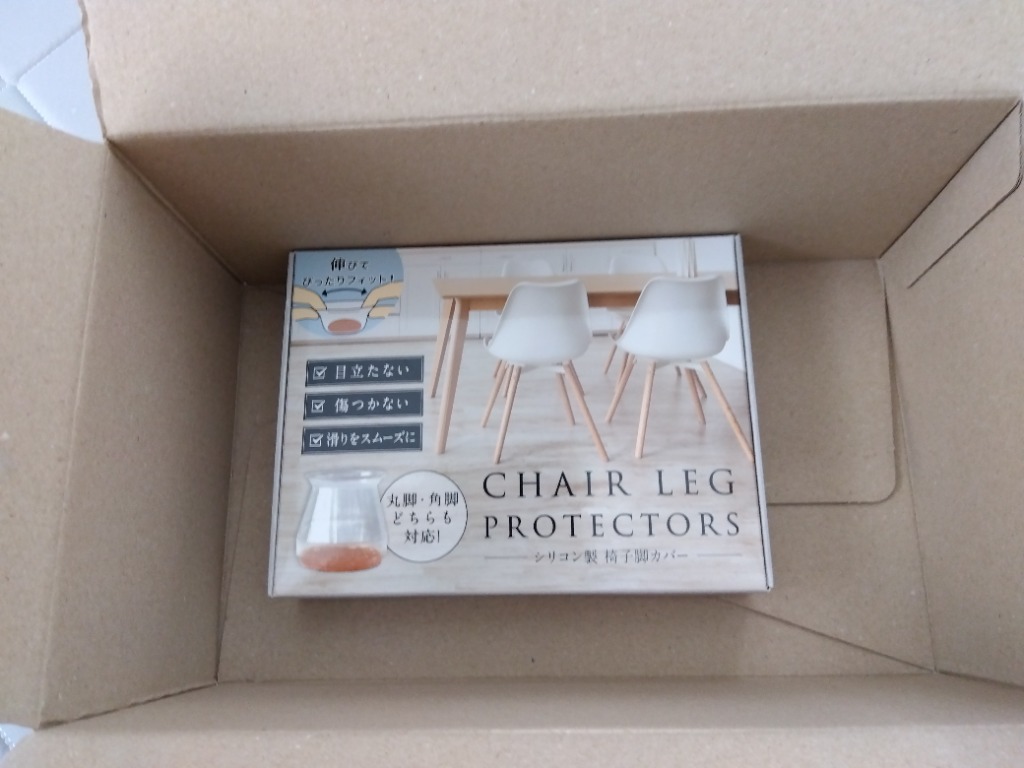 伸びて
ぴったりフィット!
目立たない
傷つかない
滑りをスムーズに
丸脚・角脚
どちらも
対応!
CHAIR LEG
PROTECTORS
シリコン製 椅子脚カバー